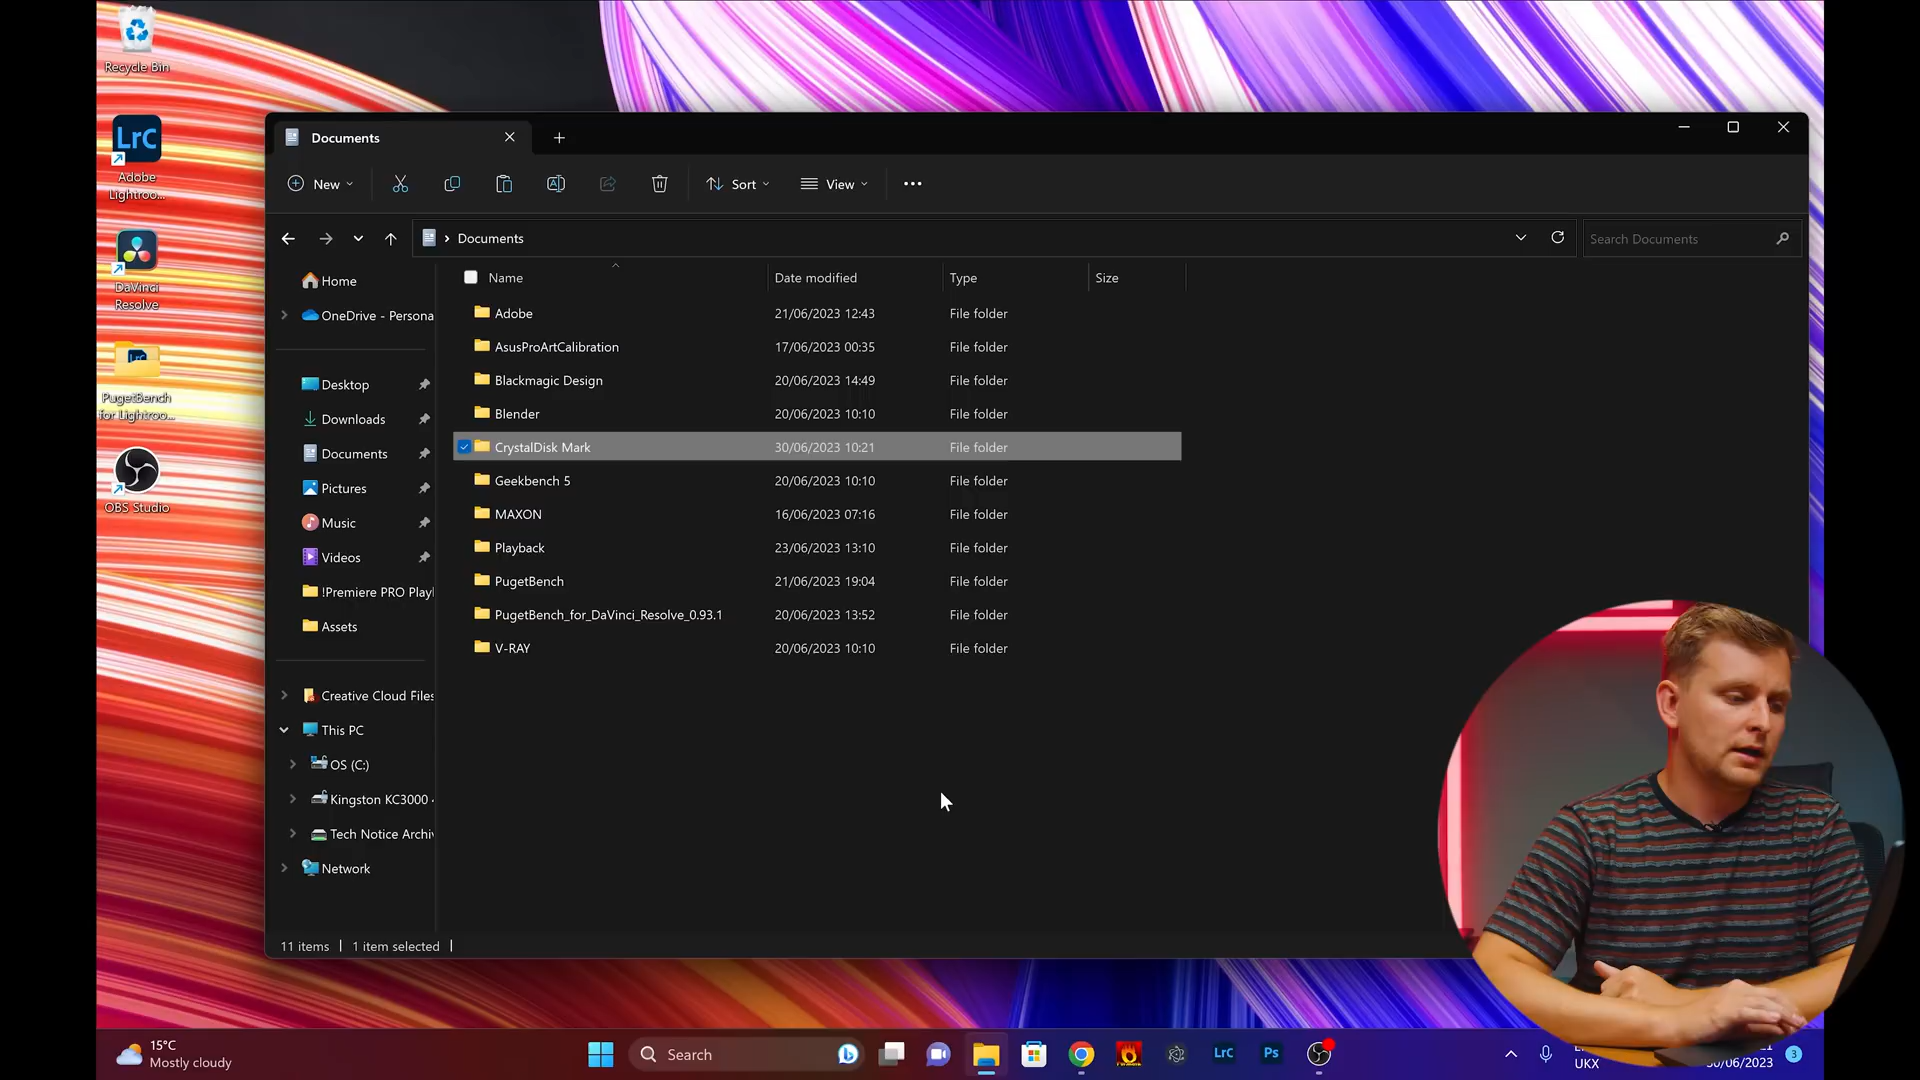 Recycle Bin
LrC
Adobe
Lightroo...
DaVinci
Resolve
LrC
PugetBench
for Lightroo...
OBS Studio
Documents
New
Sort
View
Documents
Search Documents
Home
OneDrive - Persona
Desktop
Downloads
Documents
Pictures
Music
Videos
!Premiere PRO Playl
Assets
Creative Cloud Files
This PC
OS (C:)
Kingston KC3000
Tech Notice Archiv
Network
Name Date modified Type Size
Adobe 21/06/2023 12:43 File folder
AsusProArtCalibration 17/06/2023 00:35 File folder
Blackmagic Design 20/06/2023 14:49 File folder
Blender 20/06/2023 10:10 File folder
CrystalDisk Mark 30/06/2023 10:21 File folder
Geekbench 5 20/06/2023 10:10 File folder
MAXON 16/06/2023 07:16 File folder
Playback 23/06/2023 13:10 File folder
PugetBench 21/06/2023 19:04 File folder
PugetBench_for_DaVinci_Resolve_0.93.1 20/06/2023 13:52 File folder
V-RAY 20/06/2023 10:10 File folder
11 items | 1 item selected |
15°C
Mostly cloudy
Search
LrC
Ps
UKX
30/06/2023
3